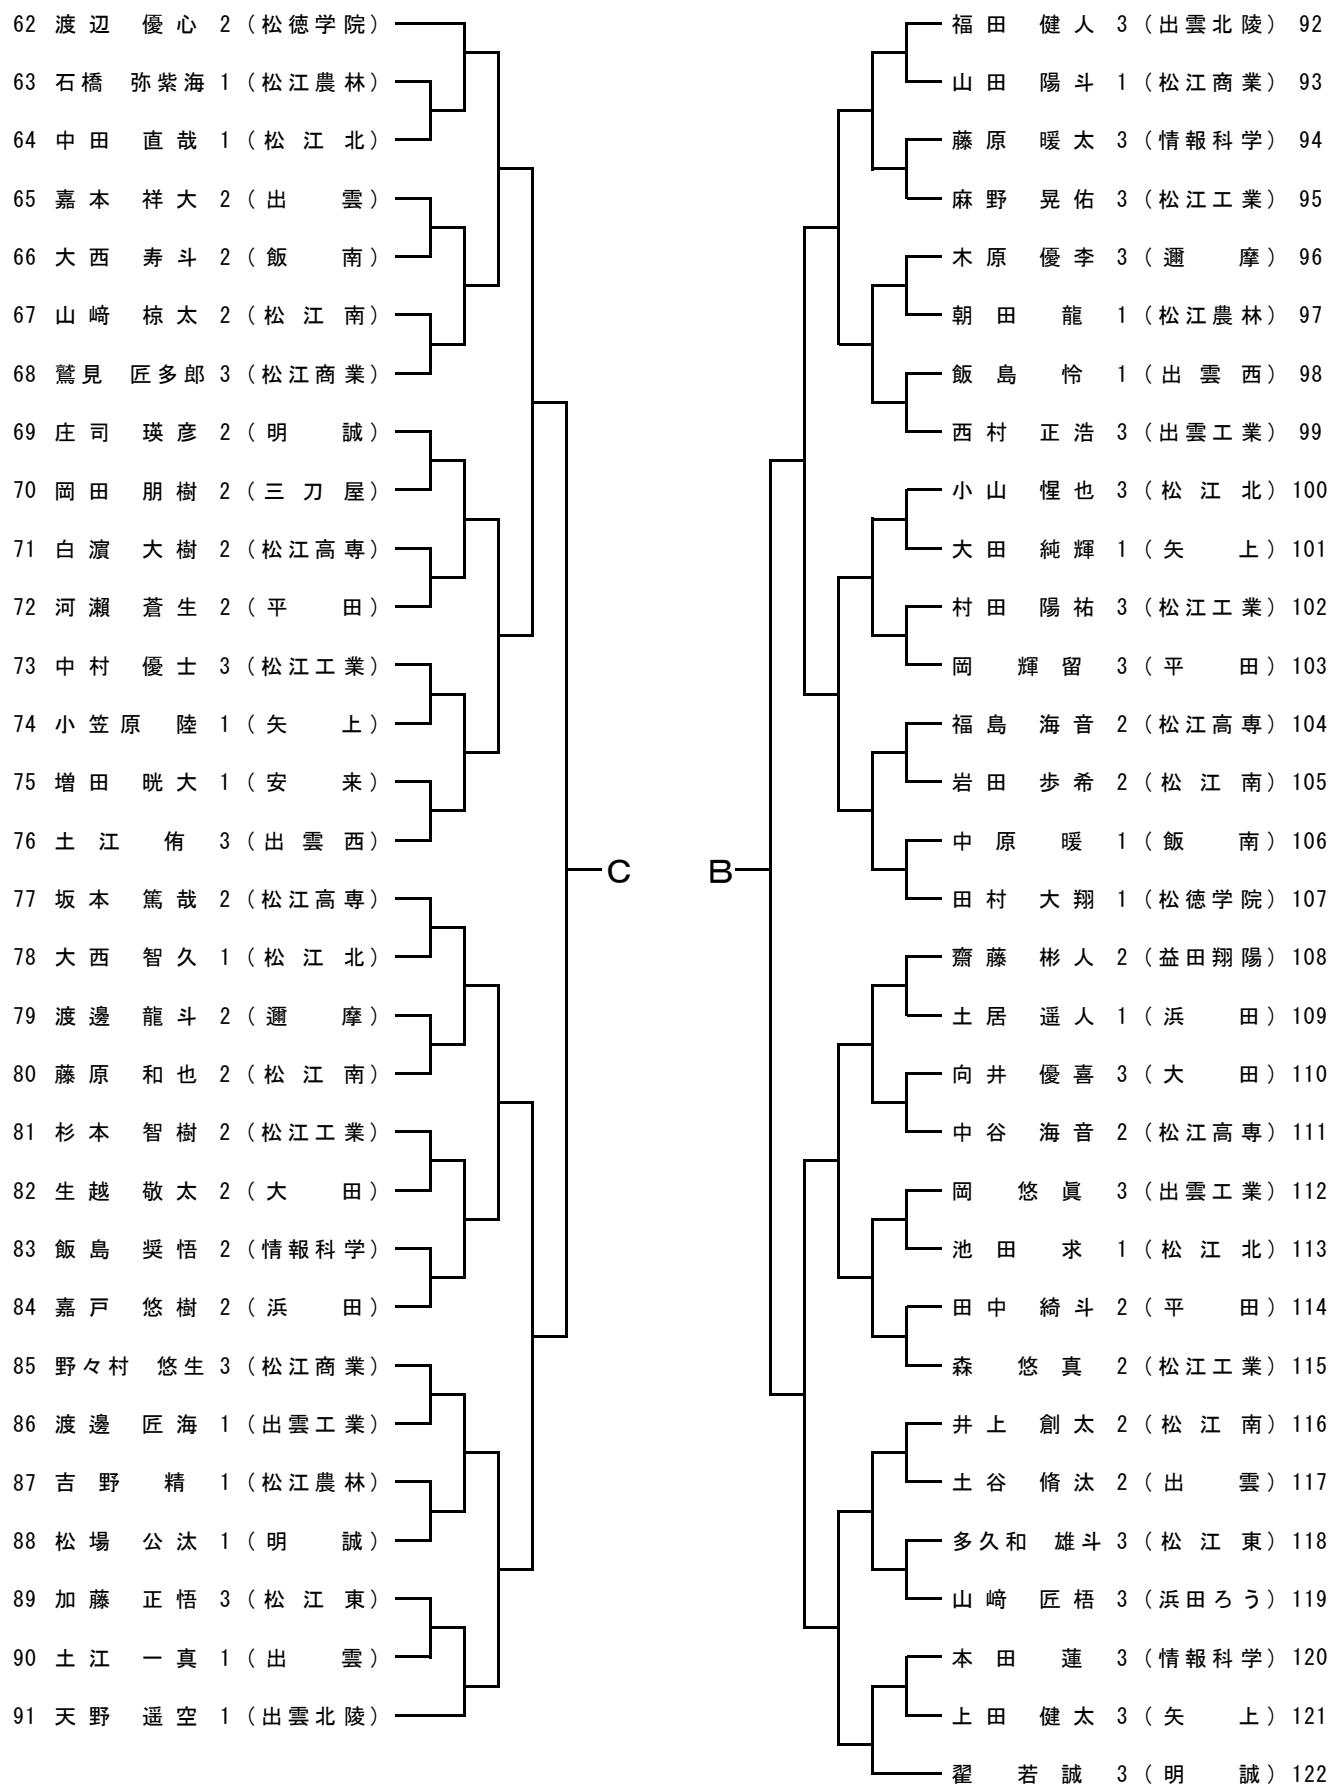 62 渡辺 優心 2 (松徳学院)
63 石橋 弥紫海 1 (松江農林)
64 中田 直哉 1 (松江北)
65 嘉本 祥大 2 (出雲)
66 大西 寿斗 2 (飯南)
67 山﨑 椋太 2 (松江南)
68 鷲見 匠多郎 3 (松江商業)
69 庄司 瑛彦 2 (明誠)
70 岡田 朋樹 2 (三刀屋)
71 白濵 大樹 2 (松江高専)
72 河瀬 蒼生 2 (平田)
73 中村 優士 3 (松江工業)
74 小笠原 陸 1 (矢上)
75 増田 晄大 1 (安来)
76 土江 侑 3 (出雲西)
77 坂本 篤哉 2 (松江高専)
78 大西 智久 1 (松江北)
79 渡邊 龍斗 2 (邇摩)
80 藤原 和也 2 (松江南)
81 杉本 智樹 2 (松江工業)
82 生越 敬太 2 (大田)
83 飯島 奨悟 2 (情報科学)
84 嘉戸 悠樹 2 (浜田)
85 野々村 悠生 3 (松江商業)
86 渡邊 匠海 1 (出雲工業)
87 吉野 精 1 (松江農林)
88 松場 公汰 1 (明誠)
89 加藤 正悟 3 (松江東)
90 土江 一真 1 (出雲)
91 天野 遥空 1 (出雲北陵)
C
B
福田 健人 3 (出雲北陵) 92
山田 陽斗 1 (松江商業) 93
藤原 暖太 3 (情報科学) 94
麻野 晃佑 3 (松江工業) 95
木原 優李 3 (邇摩) 96
朝田 龍 1 (松江農林) 97
飯島 怜 1 (出雲西) 98
西村 正浩 3 (出雲工業) 99
小山 惺也 3 (松江北) 100
大田 純輝 1 (矢上) 101
村田 陽祐 3 (松江工業) 102
岡 輝留 3 (平田) 103
福島 海音 2 (松江高専) 104
岩田 歩希 2 (松江南) 105
中原 暖 1 (飯南) 106
田村 大翔 1 (松徳学院) 107
齋藤 彬人 2 (益田翔陽) 108
土居 遥人 1 (浜田) 109
向井 優喜 3 (大田) 110
中谷 海音 2 (松江高専) 111
岡 悠眞 3 (出雲工業) 112
池田 求 1 (松江北) 113
田中 綺斗 2 (平田) 114
森 悠真 2 (松江工業) 115
井上 創太 2 (松江南) 116
土谷 脩汰 2 (出雲) 117
多久和 雄斗 3 (松江東) 118
山﨑 匠梧 3 (浜田ろう) 119
本田 蓮 3 (情報科学) 120
上田 健太 3 (矢上) 121
翟 若誠 3 (明誠) 122